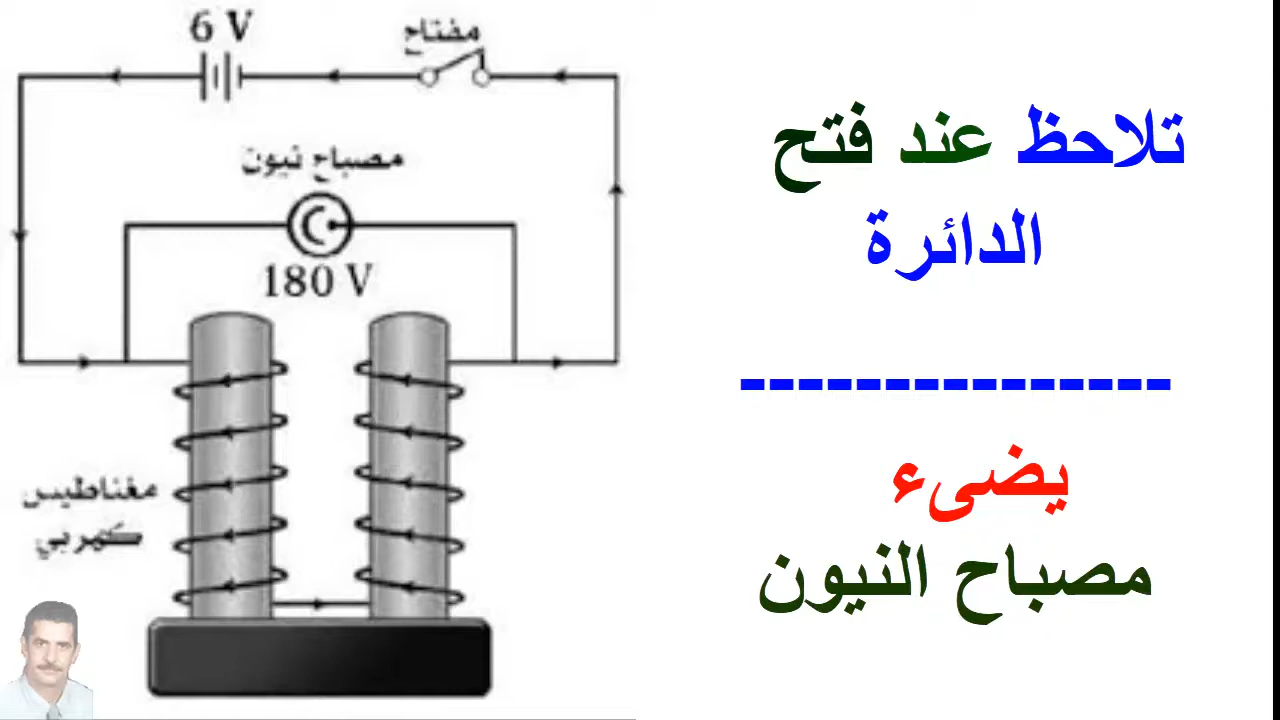 6 V
مفتاح
مصباح نيون
180 V
مغناطيس
كهربي
تلاحظ عند فتح
الدائرة
---------------
يضىء
مصباح النيون